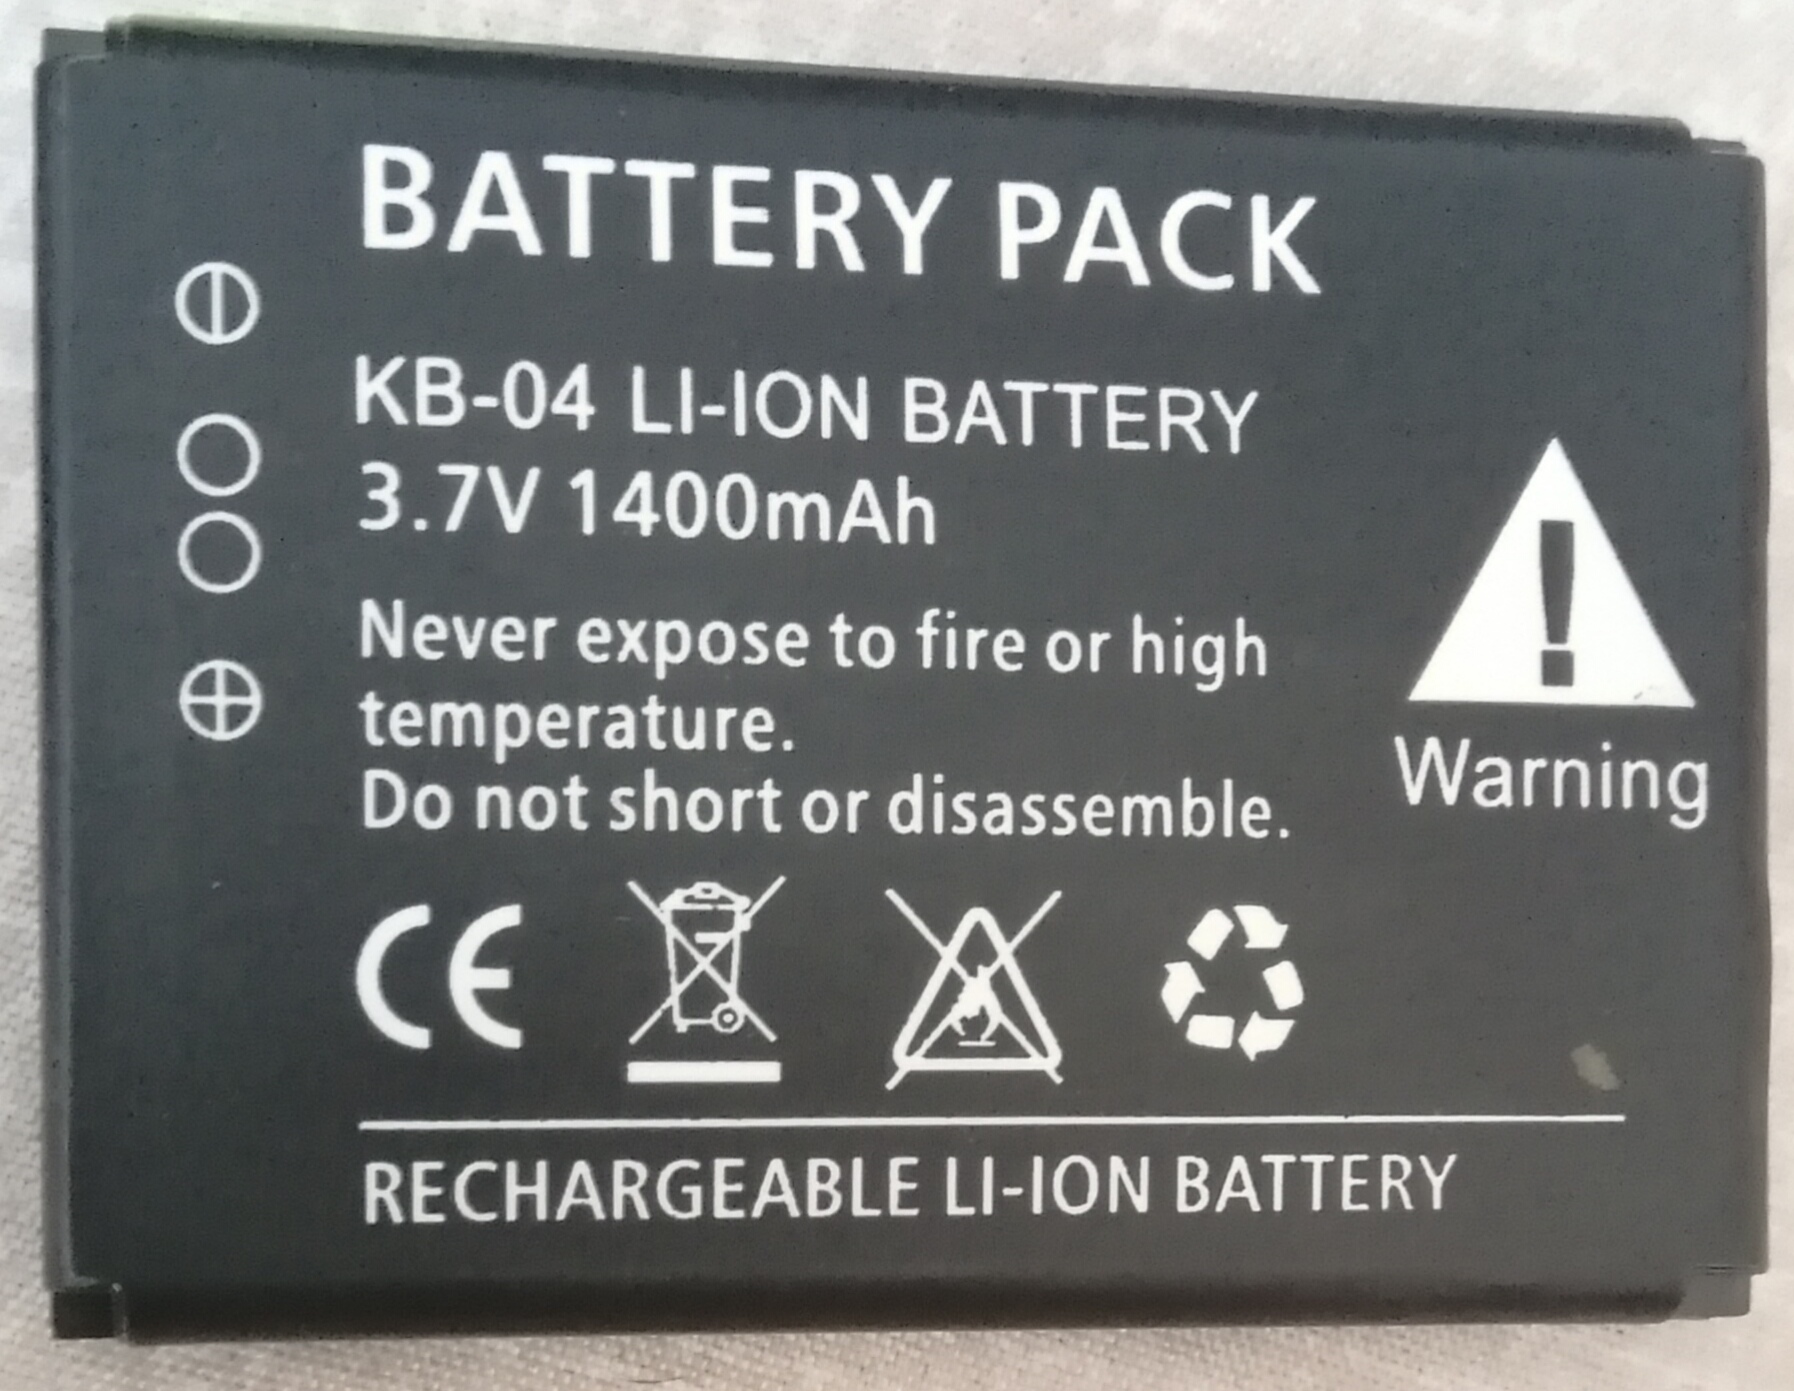 BATTERY PACK
KB-04 LI-ION BATTERY
3.7V 1400mAh
Never expose to fire or high
temperature.
Do not short or disassemble.
Warning
CE
RECHARGEABLE LI-ION BATTERY